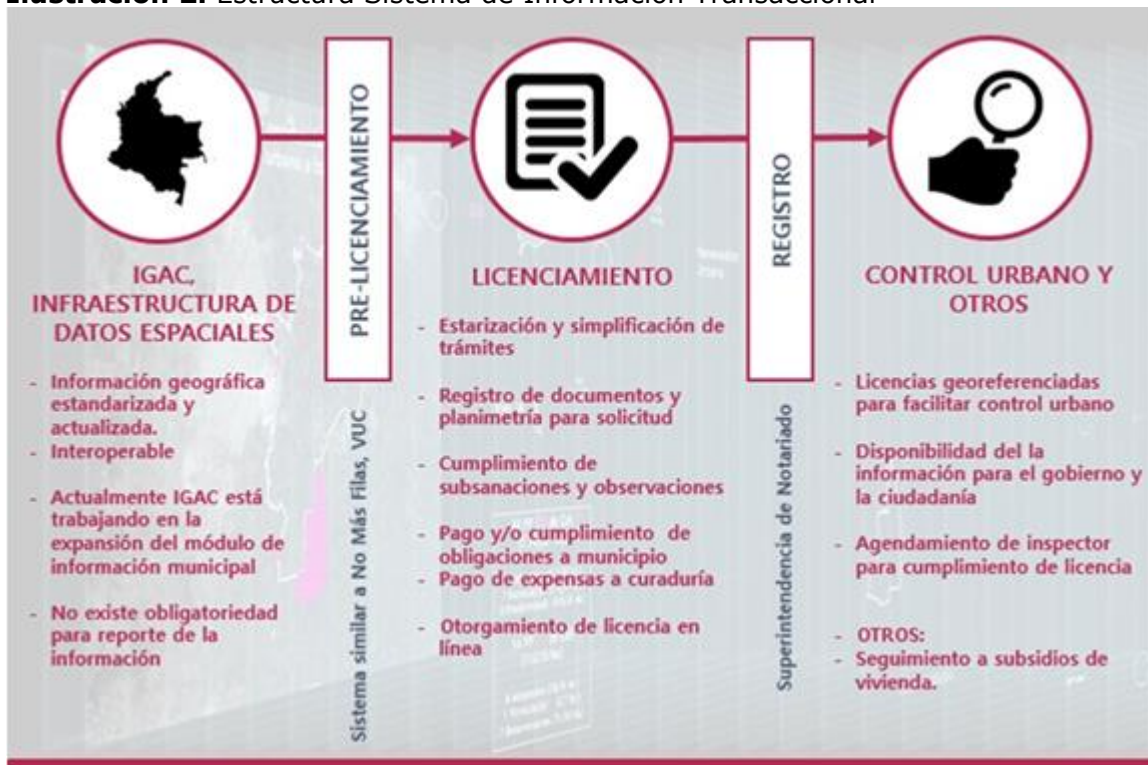 Ilustración 2. Estructura Sistema de Información Transaccional
IGAC,
INFRAESTRUCTURA DE
DATOS ESPACIALES
- Información geográfica
estandarizada y
actualizada.
- Interoperable
- Actualmente IGAC está
trabajando en la
expansión del módulo de
información municipal
- No existe obligatoriedad
para reporte de la
información
PRE-LICENCIAMIENTO
Sistema similar a No Más Filas, VUC
LICENCIAMIENTO
- Estarización y simplificación de
trámites
- Registro de documentos y
planimetría para solicitud
- Cumplimiento de
subsanaciones y observaciones
- Pago y/o cumplimiento de
obligaciones a municipio
- Pago de expensas a curaduría
- Otorgamiento de licencia en
línea
REGISTRO
Superintendencia de Notariado
CONTROL URBANO Y
OTROS
- Licencias georeferenciadas
para facilitar control urbano
- Disponibilidad del la
información para el gobierno y
la ciudadanía
- Agendamiento de inspector
para cumplimiento de licencia
- OTROS:
- Seguimiento a subsidios de
vivienda.